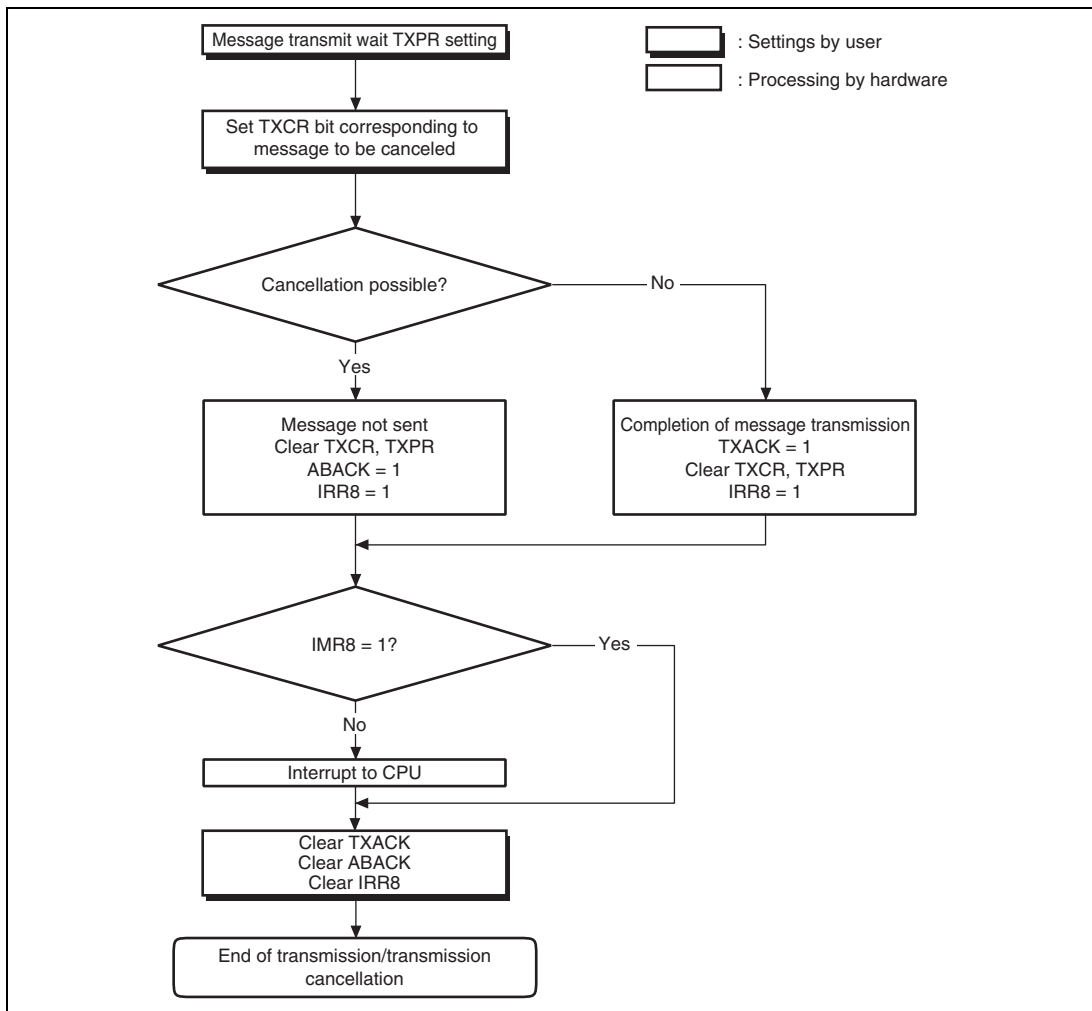 Message transmit wait TXPR setting
: Settings by user
: Processing by hardware
Set TXCR bit corresponding to
message to be canceled
Cancellation possible?
No
Yes
Message not sent
Clear TXCR, TXPR
ABACK = 1
IRR8 = 1
Completion of message transmission
TXACK = 1
Clear TXCR, TXPR
IRR8 = 1
IMR8 = 1?
Yes
No
Interrupt to CPU
Clear TXACK
Clear ABACK
Clear IRR8
End of transmission/transmission
cancellation